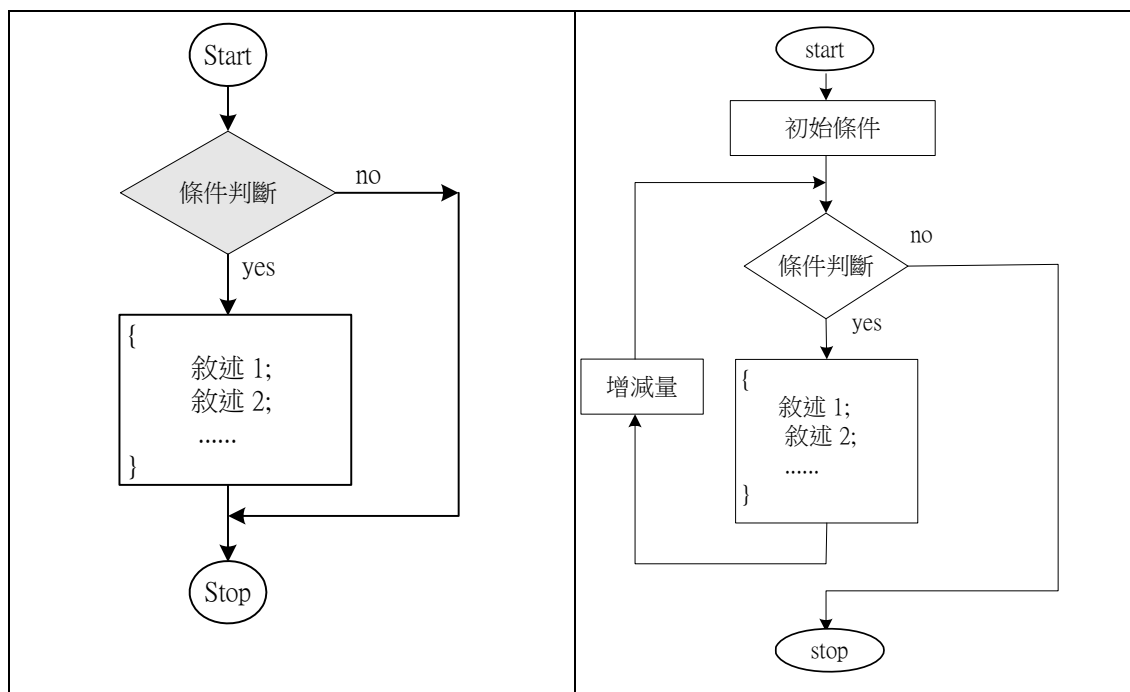 Start
條件判斷
no
yes
{
敘述 1;
敘述 2;
......
}
Stop
start
初始條件
條件判斷
no
yes
增減量
{
敘述 1;
敘述 2;
......
}
stop